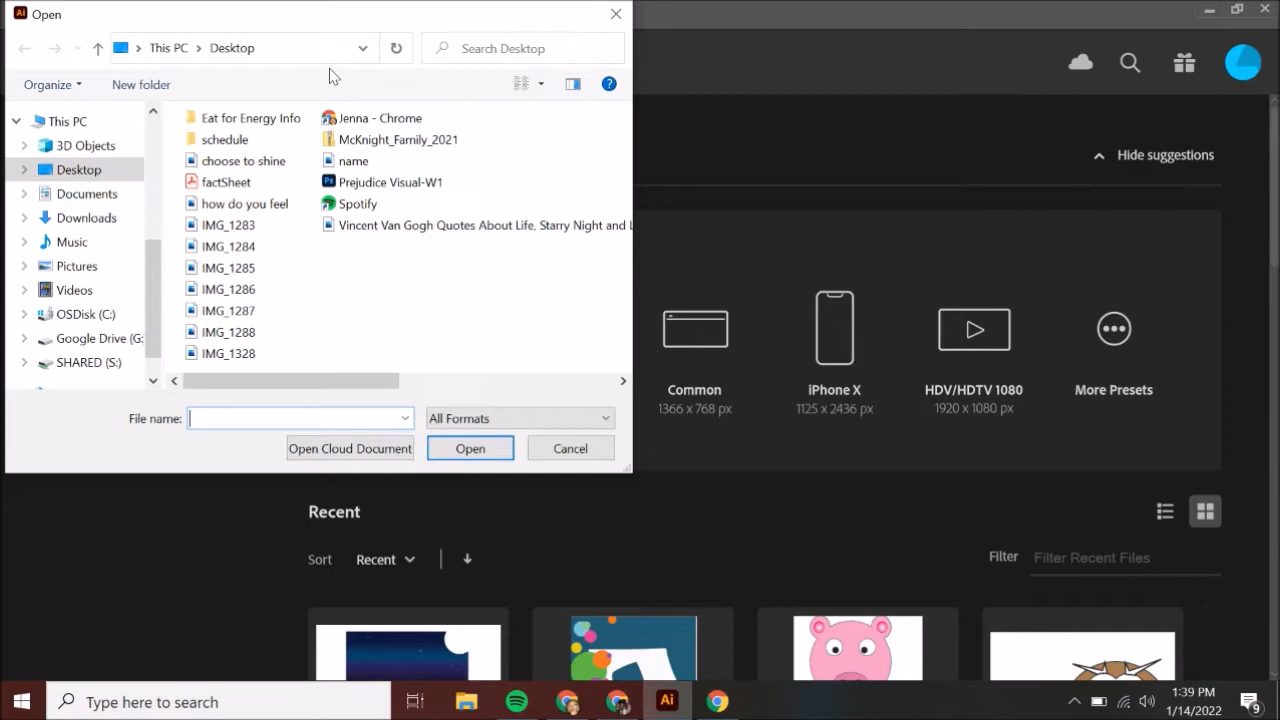 Ai Open
This PC Desktop
Search Desktop
Organize
New folder
?
This PC
3D Objects
Desktop
Documents
Downloads
Music
Pictures
Videos
OSDisk (C:)
Google Drive (G:
SHARED (S:)
Eat for Energy Info
schedule
choose to shine
factSheet
how do you feel
IMG_1283
IMG_1284
IMG_1285
IMG_1286
IMG_1287
IMG_1288
IMG_1328
Jenna - Chrome
McKnight_Family_2021
name
Ps Prejudice Visual-W1
Spotify
Vincent Van Gogh Quotes About Life, Starry Night and L
File name:
All Formats
Open Cloud Document
Open
Cancel
Hide suggestions
Common
1366 x 768 px
iPhone X
1125 x 2436 px
HDV/HDTV 1080
1920 x 1080 px
More Presets
Recent
Sort Recent
Filter Filter Recent Files
Type here to search
Ai
1:39 PM
1/14/2022
9